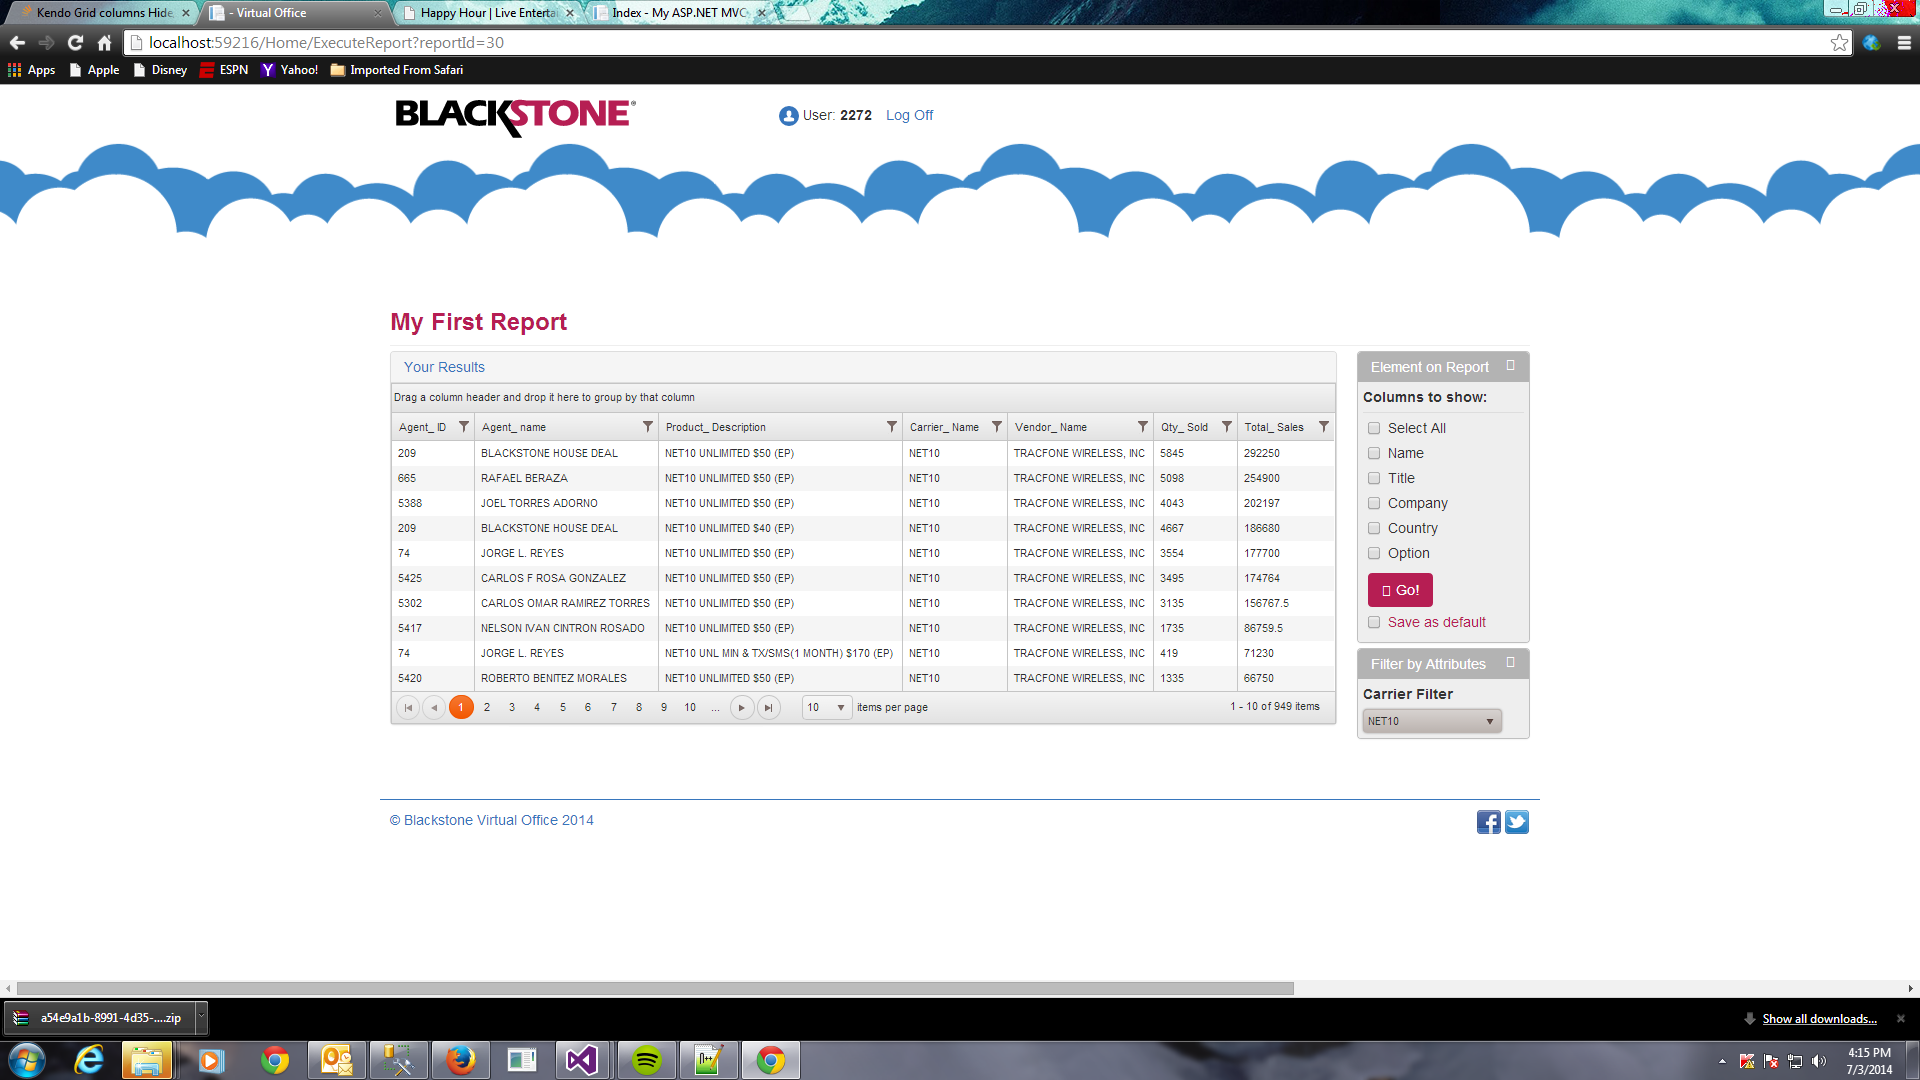 Kendo Grid columns Hide
- Virtual Office
Happy Hour | Live Enterta
Index - My ASP.NET MVC
localhost:59216/Home/ExecuteReport?reportId=30
Apps Apple Disney ESPN Yahoo! Imported From Safari
BLACKSTONE®
User: 2272 Log Off
My First Report
Your Results
Drag a column header and drop it here to group by that column
Agent_ ID Agent_ name Product_ Description Carrier_ Name Vendor_ Name Qty_ Sold Total_ Sales
209 BLACKSTONE HOUSE DEAL NET10 UNLIMITED $50 (EP) NET10 TRACFONE WIRELESS, INC 5845 292250
665 RAFAEL BERAZA NET10 UNLIMITED $50 (EP) NET10 TRACFONE WIRELESS, INC 5098 254900
5388 JOEL TORRES ADORNO NET10 UNLIMITED $50 (EP) NET10 TRACFONE WIRELESS, INC 4043 202197
209 BLACKSTONE HOUSE DEAL NET10 UNLIMITED $40 (EP) NET10 TRACFONE WIRELESS, INC 4667 186680
74 JORGE L. REYES NET10 UNLIMITED $50 (EP) NET10 TRACFONE WIRELESS, INC 3554 177700
5425 CARLOS F ROSA GONZALEZ NET10 UNLIMITED $50 (EP) NET10 TRACFONE WIRELESS, INC 3495 174764
5302 CARLOS OMAR RAMIREZ TORRES NET10 UNLIMITED $50 (EP) NET10 TRACFONE WIRELESS, INC 3135 156767.5
5417 NELSON IVAN CINTRON ROSADO NET10 UNLIMITED $50 (EP) NET10 TRACFONE WIRELESS, INC 1735 86759.5
74 JORGE L. REYES NET10 UNL MIN & TX/SMS(1 MONTH) $170 (EP) NET10 TRACFONE WIRELESS, INC 419 71230
5420 ROBERTO BENITEZ MORALES NET10 UNLIMITED $50 (EP) NET10 TRACFONE WIRELESS, INC 1335 66750
1 2 3 4 5 6 7 8 9 10 ... 10 items per page 1 - 10 of 949 items
Element on Report
Columns to show:
Select All
Name
Title
Company
Country
Option
Go!
Save as default
Filter by Attributes
Carrier Filter
NET10
© Blackstone Virtual Office 2014
a54e9a1b-8991-4d35-....zip
Show all downloads...
4:15 PM
7/3/2014